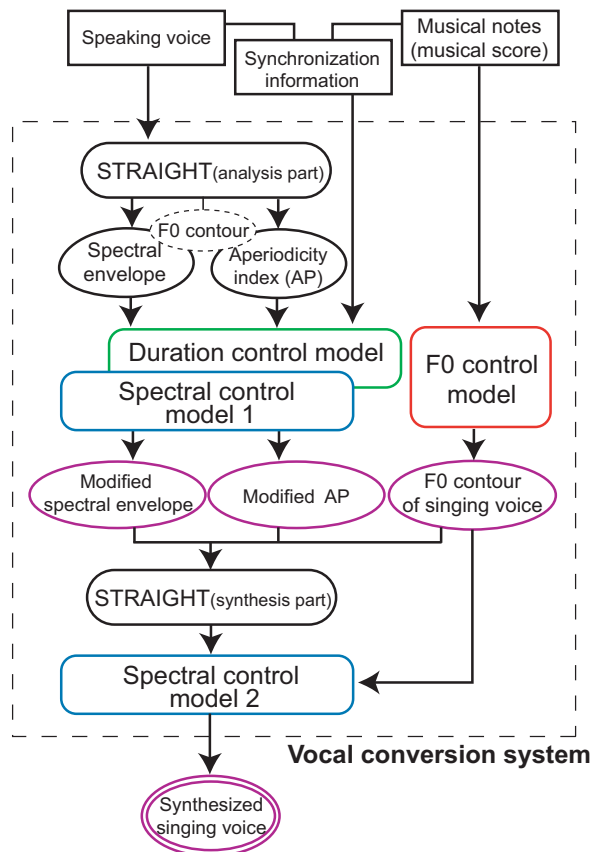 Speaking voice
Musical notes
(musical score)
Synchronization
information
STRAIGHT(analysis part)
F0 contour
Spectral
envelope
Aperiodicity
index (AP)
Duration control model
Spectral control
model 1
F0 control
model
Modified
spectral envelope
Modified AP
F0 contour
of singing voice
STRAIGHT(synthesis part)
Spectral control
model 2
Vocal conversion system
Synthesized
singing voice